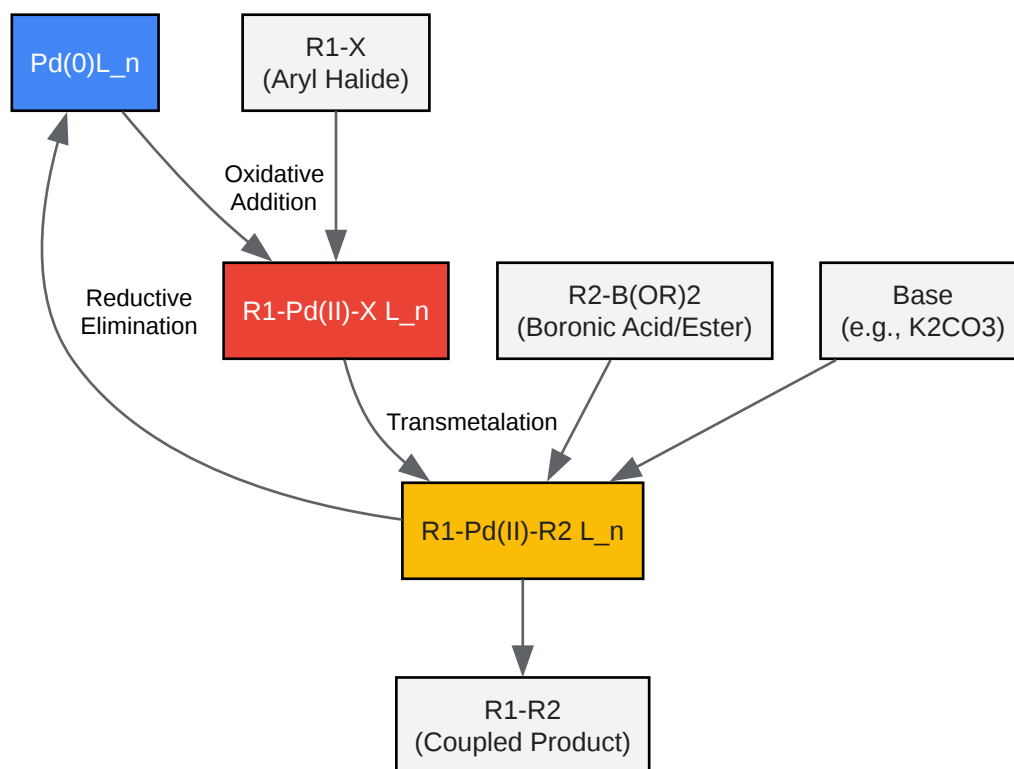 Pd(0)L_n
R1-X
(Aryl Halide)
Oxidative
Addition
R1-Pd(II)-X L_n
R2-B(OR)2
(Boronic Acid/Ester)
Base
(e.g., K2CO3)
Reductive
Elimination
Transmetalation
R1-Pd(II)-R2 L_n
R1-R2
(Coupled Product)